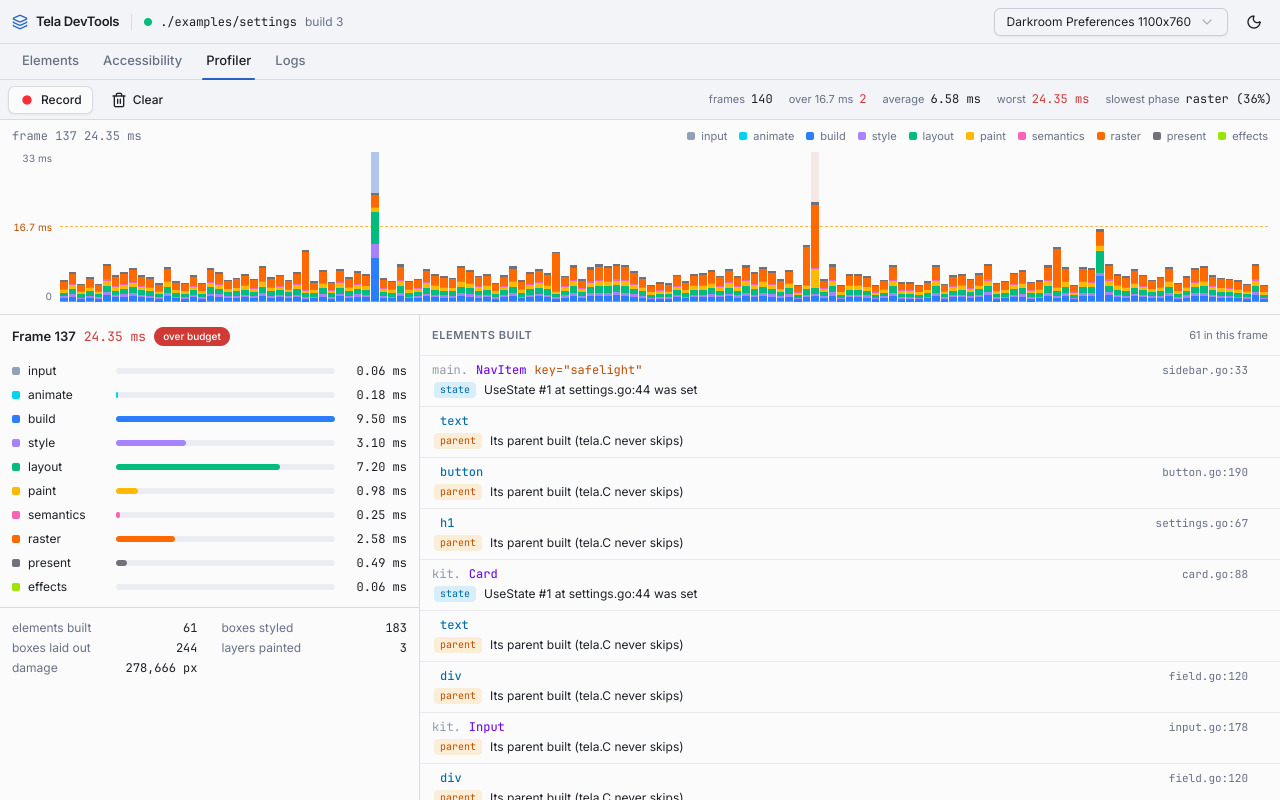 Tela DevTools ./examples/settings build 3 Darkroom Preferences 1100x760
Elements Accessibility Profiler Logs
Record Clear frames 140 over 16.7 ms 2 average 6.58 ms worst 24.35 ms slowest phase raster (36%)
frame 137 24.35 ms input animate build style layout paint semantics raster present effects
33 ms
16.7 ms
0
Frame 137 24.35 ms over budget
input 0.06 ms
animate 0.18 ms
build 9.50 ms
style 3.10 ms
layout 7.20 ms
paint 0.98 ms
semantics 0.25 ms
raster 2.58 ms
present 0.49 ms
effects 0.06 ms
elements built 61 boxes styled 183
boxes laid out 244 layers painted 3
damage 278,666 px
ELEMENTS BUILT 61 in this frame
main. NavItem key="safelight" sidebar.go:33
state UseState #1 at settings.go:44 was set
text
parent Its parent built (tela.C never skips)
button button.go:190
parent Its parent built (tela.C never skips)
h1 settings.go:67
parent Its parent built (tela.C never skips)
kit. Card card.go:88
state UseState #1 at settings.go:44 was set
text
parent Its parent built (tela.C never skips)
div field.go:120
parent Its parent built (tela.C never skips)
kit. Input input.go:178
parent Its parent built (tela.C never skips)
div field.go:120
parent Its parent built (tela.C never skips)